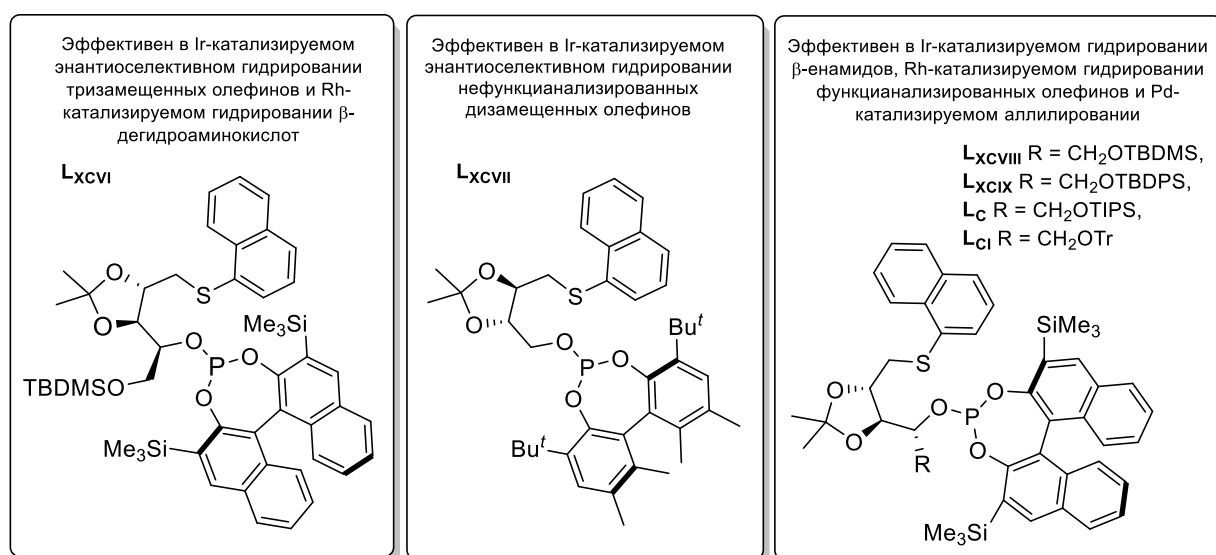 Эффективен в Ir-катализируемом
энантиоселективном гидрировании
тризамещенных олефинов и Rh-
катализируемом гидрировании β-
дегидроаминокислот
L_XCVI
S
O
O
Me3Si
O
P
O
TBDMSO
O
Me3Si
Эффективен в Ir-катализируемом
энантиоселективном гидрировании
нефункцианализированных
дизамещенных олефинов
L_XCVII
S
O
O
Bu^t
O
P
O
O
Bu^t
Эффективен в Ir-катализируемом гидрировании
β-енамидов, Rh-катализируемом гидрировании
функцианализированных олефинов и Pd-
катализируемом аллилировании
L_XCVIII R = CH2OTBDMS,
L_XCIX R = CH2OTBDPS,
L_C R = CH2OTIPS,
L_CI R = CH2OTr
SiMe3
S
O
O
O
P
O
O
R
Me3Si